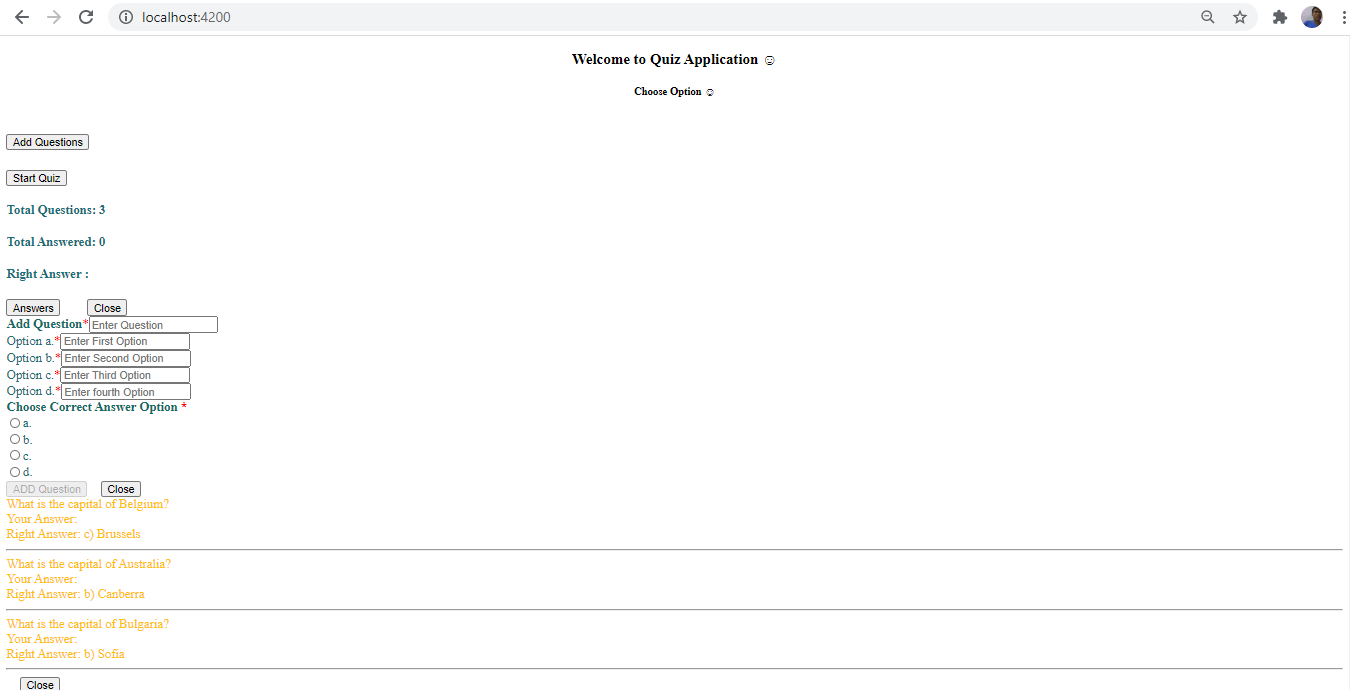 localhost:4200
Welcome to Quiz Application ☺
Choose Option ☺
Add Questions
Start Quiz
Total Questions: 3
Total Answered: 0
Right Answer :
Answers Close
Add Question* Enter Question
Option a.* Enter First Option
Option b.* Enter Second Option
Option c.* Enter Third Option
Option d.* Enter fourth Option
Choose Correct Answer Option *
a.
b.
c.
d.
ADD Question Close
What is the capital of Belgium?
Your Answer:
Right Answer: c) Brussels
What is the capital of Australia?
Your Answer:
Right Answer: b) Canberra
What is the capital of Bulgaria?
Your Answer:
Right Answer: b) Sofia
Close